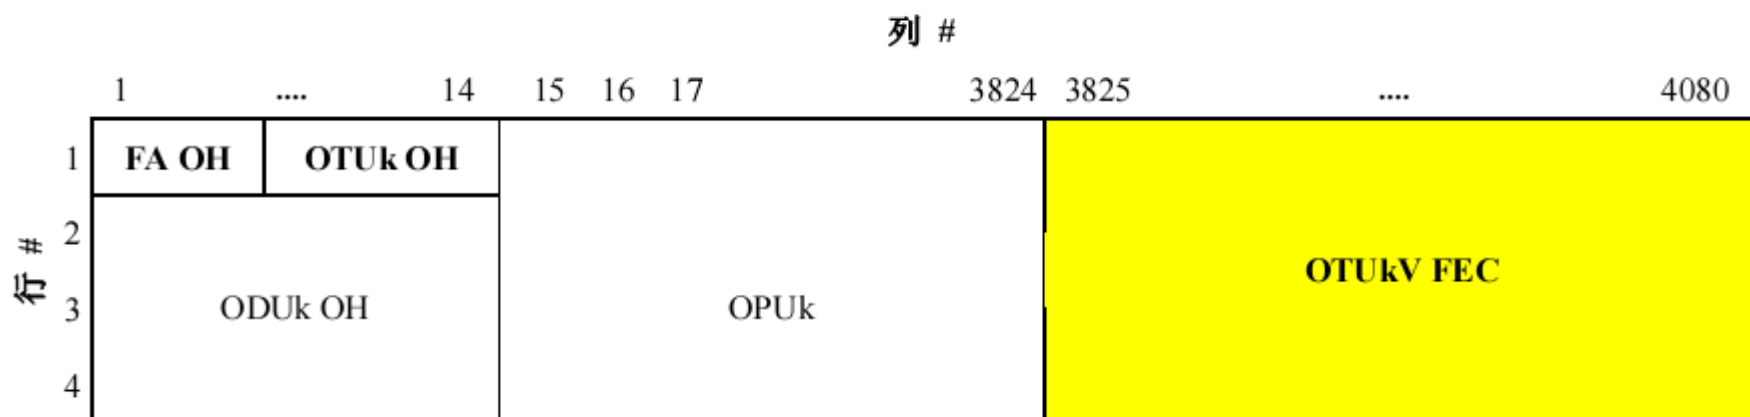 列 #
1 .... 14 15 16 17 3824 3825 .... 4080
1 FA OH OTUk OH
2
OTUkV FEC
行 #
3 ODUk OH OPUk
4